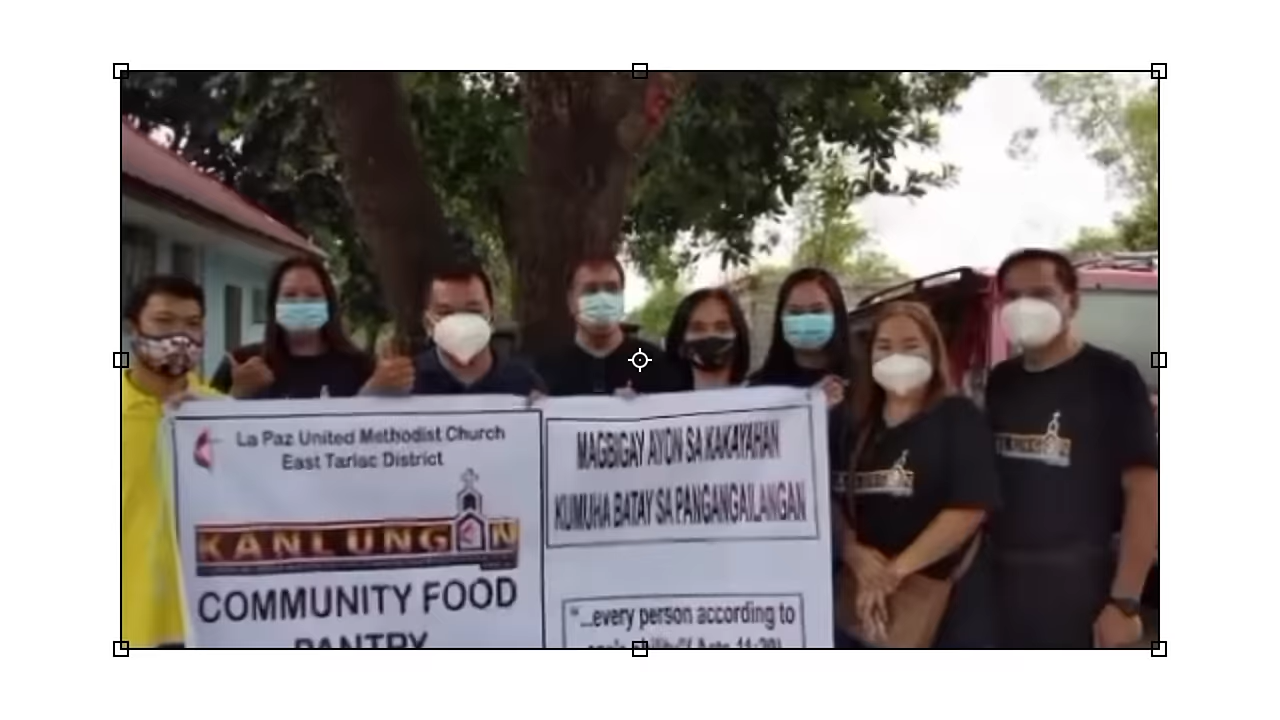 La Paz United Methodist Church
East Tarlac District
KANLUNGAN
COMMUNITY FOOD
PANTRY
MAGBIGAY AYON SA KAKAYAHAN
KUMUHA BATAY SA PANGANGAILANGAN
"...every person according to